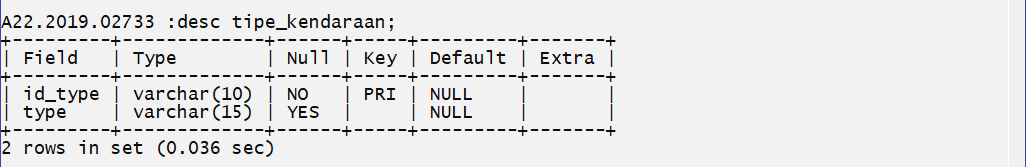 A22.2019.02733 :desc tipe_kendaraan;
+---------+-------------+------+-----+---------+-------+
| Field   | Type        | Null | Key | Default | Extra |
+---------+-------------+------+-----+---------+-------+
| id_type | varchar(10) | NO   | PRI | NULL    |       |
| type    | varchar(15) | YES  |     | NULL    |       |
+---------+-------------+------+-----+---------+-------+
2 rows in set (0.036 sec)